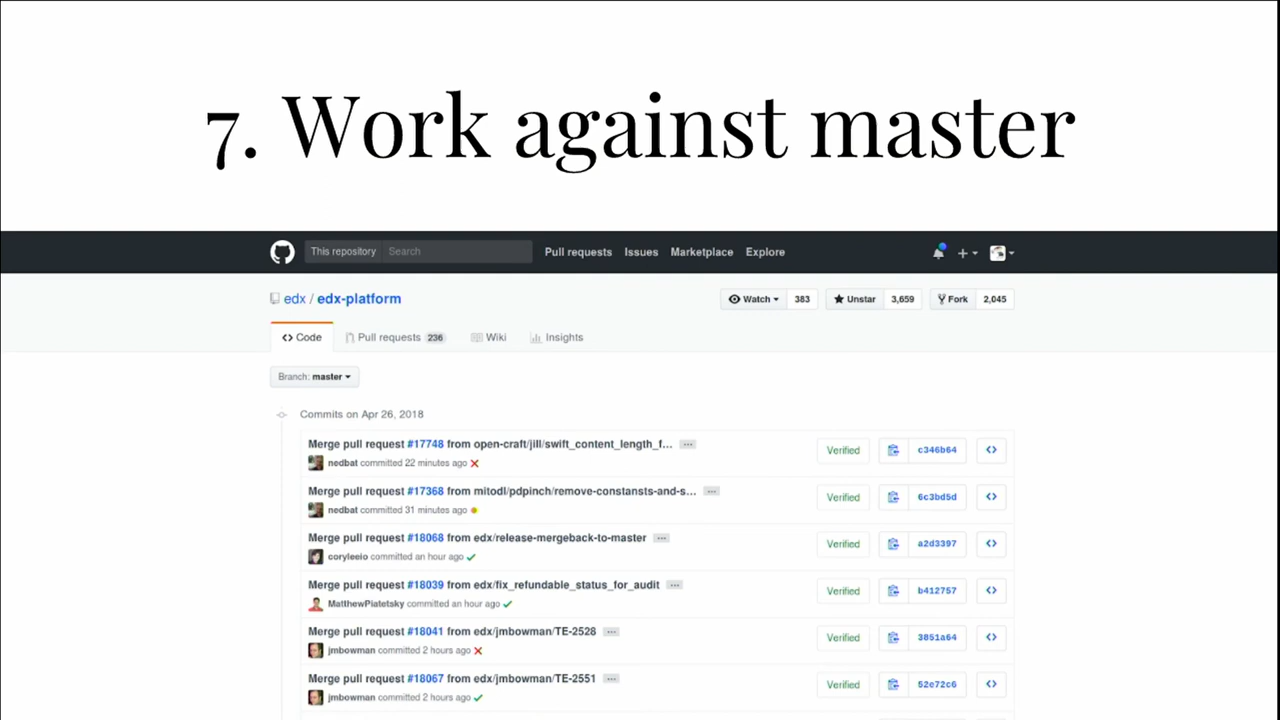 7. Work against master
This repository Search Pull requests Issues Marketplace Explore
edx / edx-platform Watch 383 Unstar 3,659 Fork 2,045
Code Pull requests 236 Wiki Insights
Branch: master
Commits on Apr 26, 2018
Merge pull request #17748 from open-craft/jill/swift_content_length_f… ... Verified c346b64
nedbat committed 22 minutes ago
Merge pull request #17368 from mitodl/pdpinch/remove-constansts-and-s… ... Verified 6c3bd5d
nedbat committed 31 minutes ago
Merge pull request #18068 from edx/release-mergeback-to-master ... Verified a2d3397
coryleeio committed an hour ago
Merge pull request #18039 from edx/fix_refundable_status_for_audit ... Verified b412757
MatthewPiatetsky committed an hour ago
Merge pull request #18041 from edx/jmbowman/TE-2528 ... Verified 3851a64
jmbowman committed 2 hours ago
Merge pull request #18067 from edx/jmbowman/TE-2551 ... Verified 52e72c6
jmbowman committed 2 hours ago